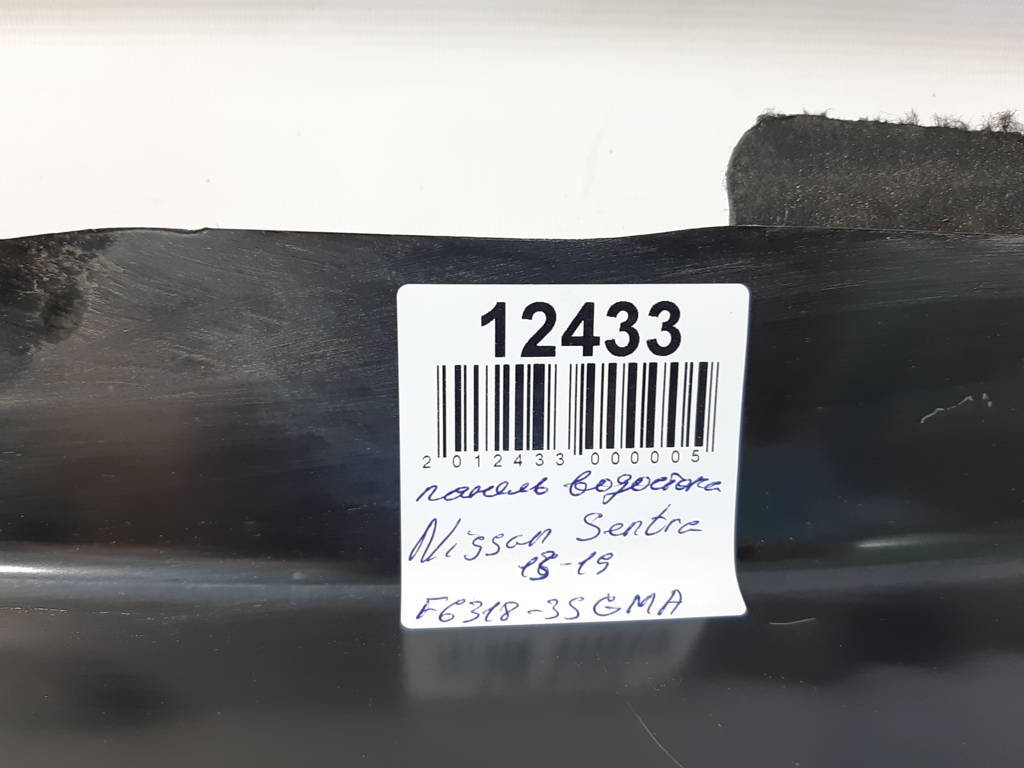 12433
2012433000005
панель водостока
Nissan Sentra
13-19
F6318-3SGMA